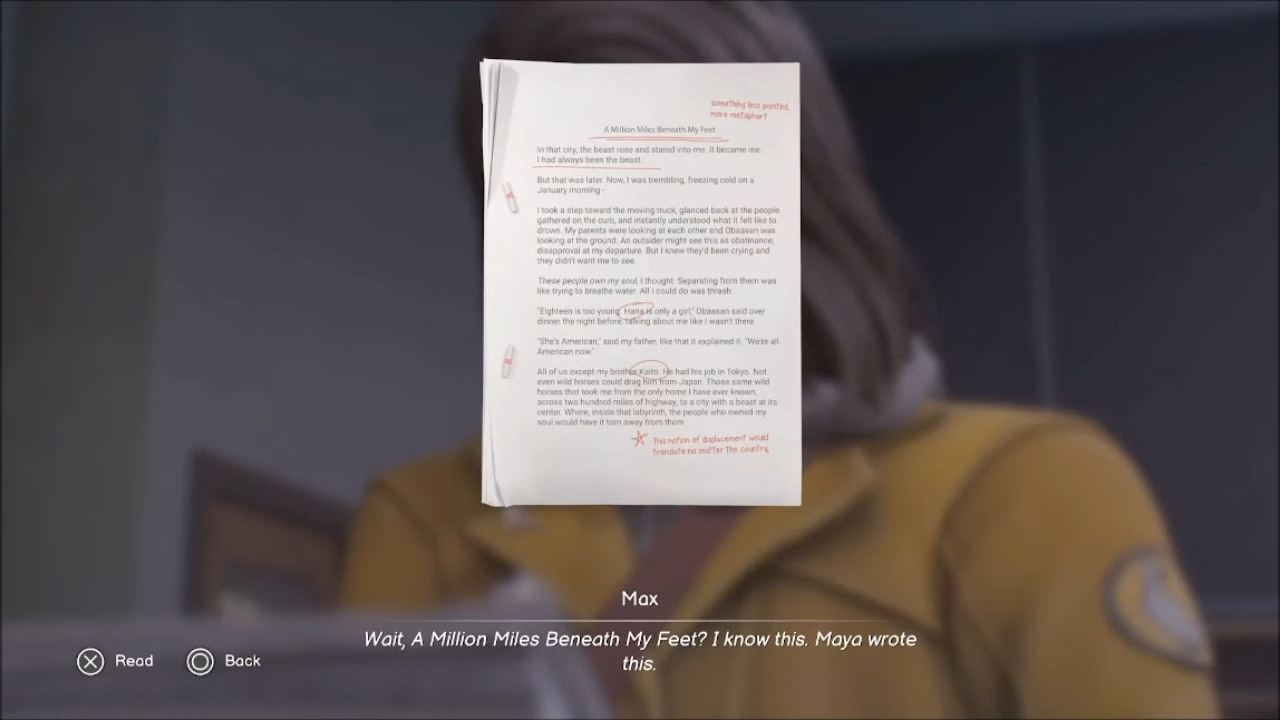 something less pointed,
more metaphor?
A Million Miles Beneath My Feet
In that city, the beast rose and stared into me. It became me.
I had always been the beast.
But that was later. Now, I was trembling, freezing cold on a
January morning--
I took a step toward the moving truck, glanced back at the people
gathered on the curb, and instantly understood what it felt like to
drown. My parents were looking at each other and Obaasan was
looking at the ground. An outsider might see this as obstinance;
disapproval at my departure. But I knew they'd been crying and
they didn't want me to see.
These people own my soul, I thought. Separating from them was
like trying to breathe water. All I could do was thrash.
"Eighteen is too young. Hana is only a girl," Obaasan said over
dinner the night before, talking about me like I wasn't there.
"She's American," said my father, like that it explained it. "We're all
American now."
All of us except my brother Kaito. He had his job in Tokyo. Not
even wild horses could drag him from Japan. Those same wild
horses that took me from the only home I have ever known,
across two hundred miles of highway, to a city with a beast at its
center. Where, inside that labyrinth, the people who owned my
soul would have it torn away from them.
This notion of displacement would
translate no matter the country.
Max
Wait, A Million Miles Beneath My Feet? I know this. Maya wrote
this.
Read
Back